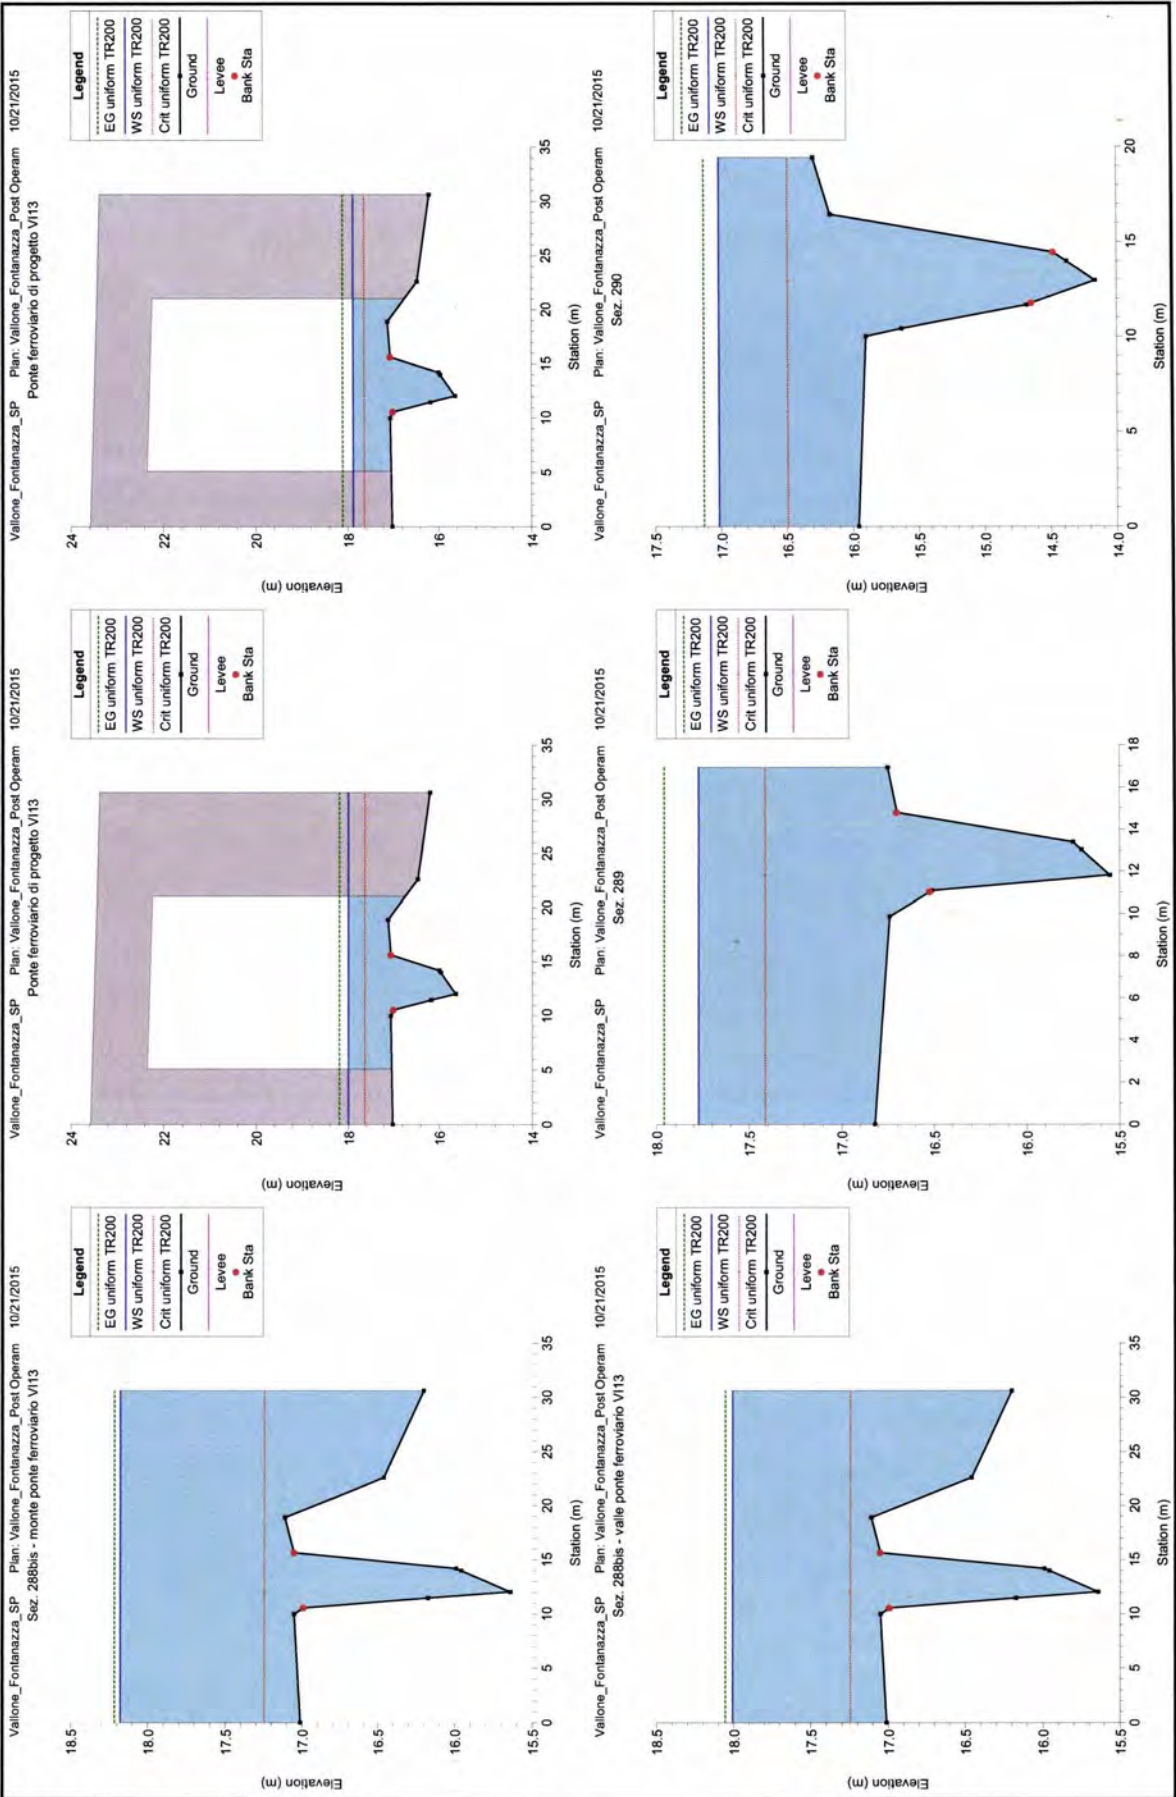 Vallone_Fontanazza_SP Plan: Vallone_Fontanazza_Post Operam 10/21/2015
Sez. 288bis - monte ponte ferroviario VI13
Legend
EG uniform TR200
WS uniform TR200
Crit uniform TR200
Ground
Levee
Bank Sta
Elevation (m)
18.5
18.0
17.5
17.0
16.5
16.0
15.5
0 5 10 15 20 25 30 35
Station (m)
Vallone_Fontanazza_SP Plan: Vallone_Fontanazza_Post Operam 10/21/2015
Ponte ferroviario di progetto VI13
Legend
EG uniform TR200
WS uniform TR200
Crit uniform TR200
Ground
Levee
Bank Sta
Elevation (m)
24
22
20
18
16
14
0 5 10 15 20 25 30 35
Station (m)
Vallone_Fontanazza_SP Plan: Vallone_Fontanazza_Post Operam 10/21/2015
Ponte ferroviario di progetto VI13
Legend
EG uniform TR200
WS uniform TR200
Crit uniform TR200
Ground
Levee
Bank Sta
Elevation (m)
24
22
20
18
16
14
0 5 10 15 20 25 30 35
Station (m)
Vallone_Fontanazza_SP Plan: Vallone_Fontanazza_Post Operam 10/21/2015
Sez. 288bis - valle ponte ferroviario VI13
Legend
EG uniform TR200
WS uniform TR200
Crit uniform TR200
Ground
Levee
Bank Sta
Elevation (m)
18.5
18.0
17.5
17.0
16.5
16.0
15.5
0 5 10 15 20 25 30 35
Station (m)
Vallone_Fontanazza_SP Plan: Vallone_Fontanazza_Post Operam 10/21/2015
Sez. 289
Legend
EG uniform TR200
WS uniform TR200
Crit uniform TR200
Ground
Levee
Bank Sta
Elevation (m)
18.0
17.5
17.0
16.5
16.0
15.5
0 2 4 6 8 10 12 14 16 18
Station (m)
Vallone_Fontanazza_SP Plan: Vallone_Fontanazza_Post Operam 10/21/2015
Sez. 290
Legend
EG uniform TR200
WS uniform TR200
Crit uniform TR200
Ground
Levee
Bank Sta
Elevation (m)
17.5
17.0
16.5
16.0
15.5
15.0
14.5
14.0
0 5 10 15 20
Station (m)